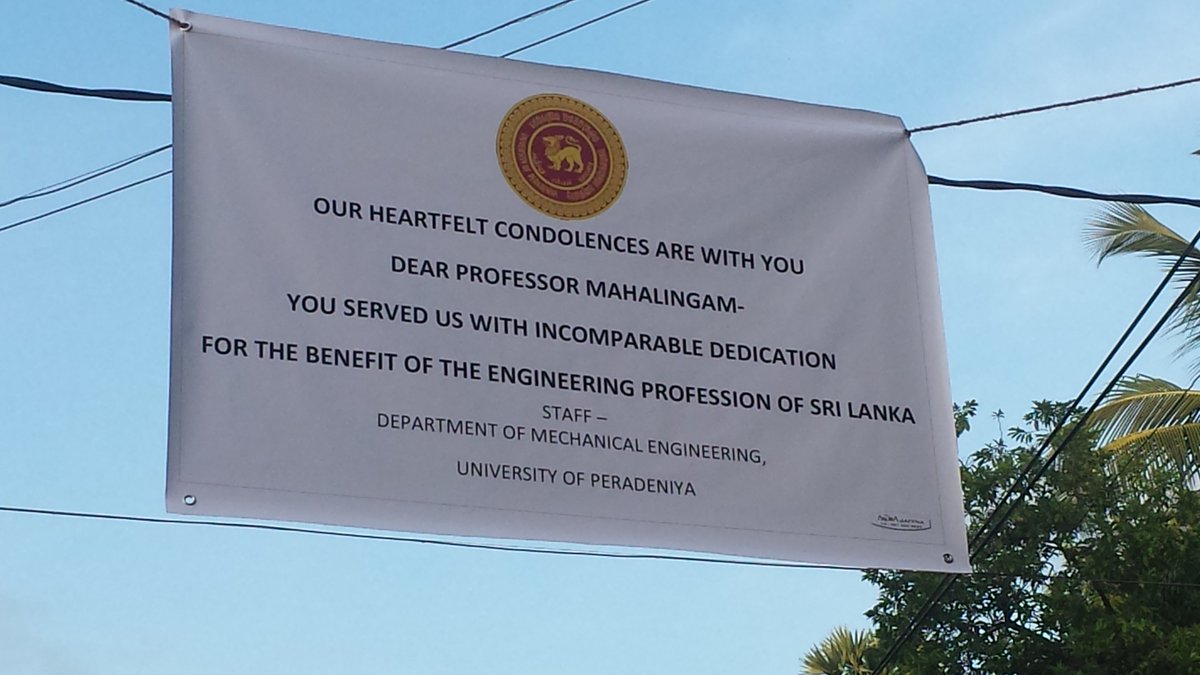 OUR HEARTFELT CONDOLENCES ARE WITH YOU
DEAR PROFESSOR MAHALINGAM-
YOU SERVED US WITH INCOMPARABLE DEDICATION
FOR THE BENEFIT OF THE ENGINEERING PROFESSION OF SRI LANKA
STAFF –
DEPARTMENT OF MECHANICAL ENGINEERING,
UNIVERSITY OF PERADENIYA